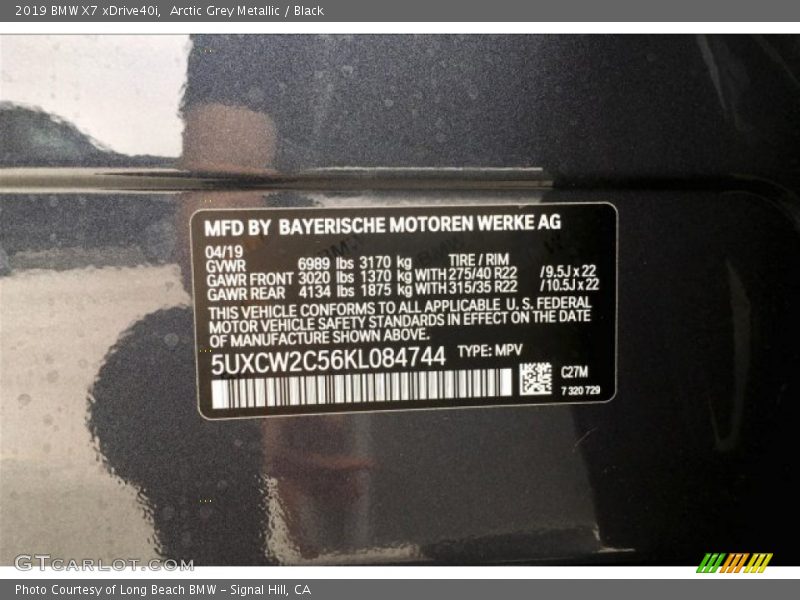 2019 BMW X7 xDrive40i, Arctic Grey Metallic / Black
MFD BY BAYERISCHE MOTOREN WERKE AG
04/19
GVWR 6989 lbs 3170 kg TIRE / RIM
GAWR FRONT 3020 lbs 1370 kg WITH 275/40 R22 /9.5J x 22
GAWR REAR 4134 lbs 1875 kg WITH 315/35 R22 /10.5J x 22
THIS VEHICLE CONFORMS TO ALL APPLICABLE U.S. FEDERAL
MOTOR VEHICLE SAFETY STANDARDS IN EFFECT ON THE DATE
OF MANUFACTURE SHOWN ABOVE.
5UXCW2C56KL084744 TYPE: MPV
C27M
7 320 729
GTCARLOT.COM
Photo Courtesy of Long Beach BMW - Signal Hill, CA